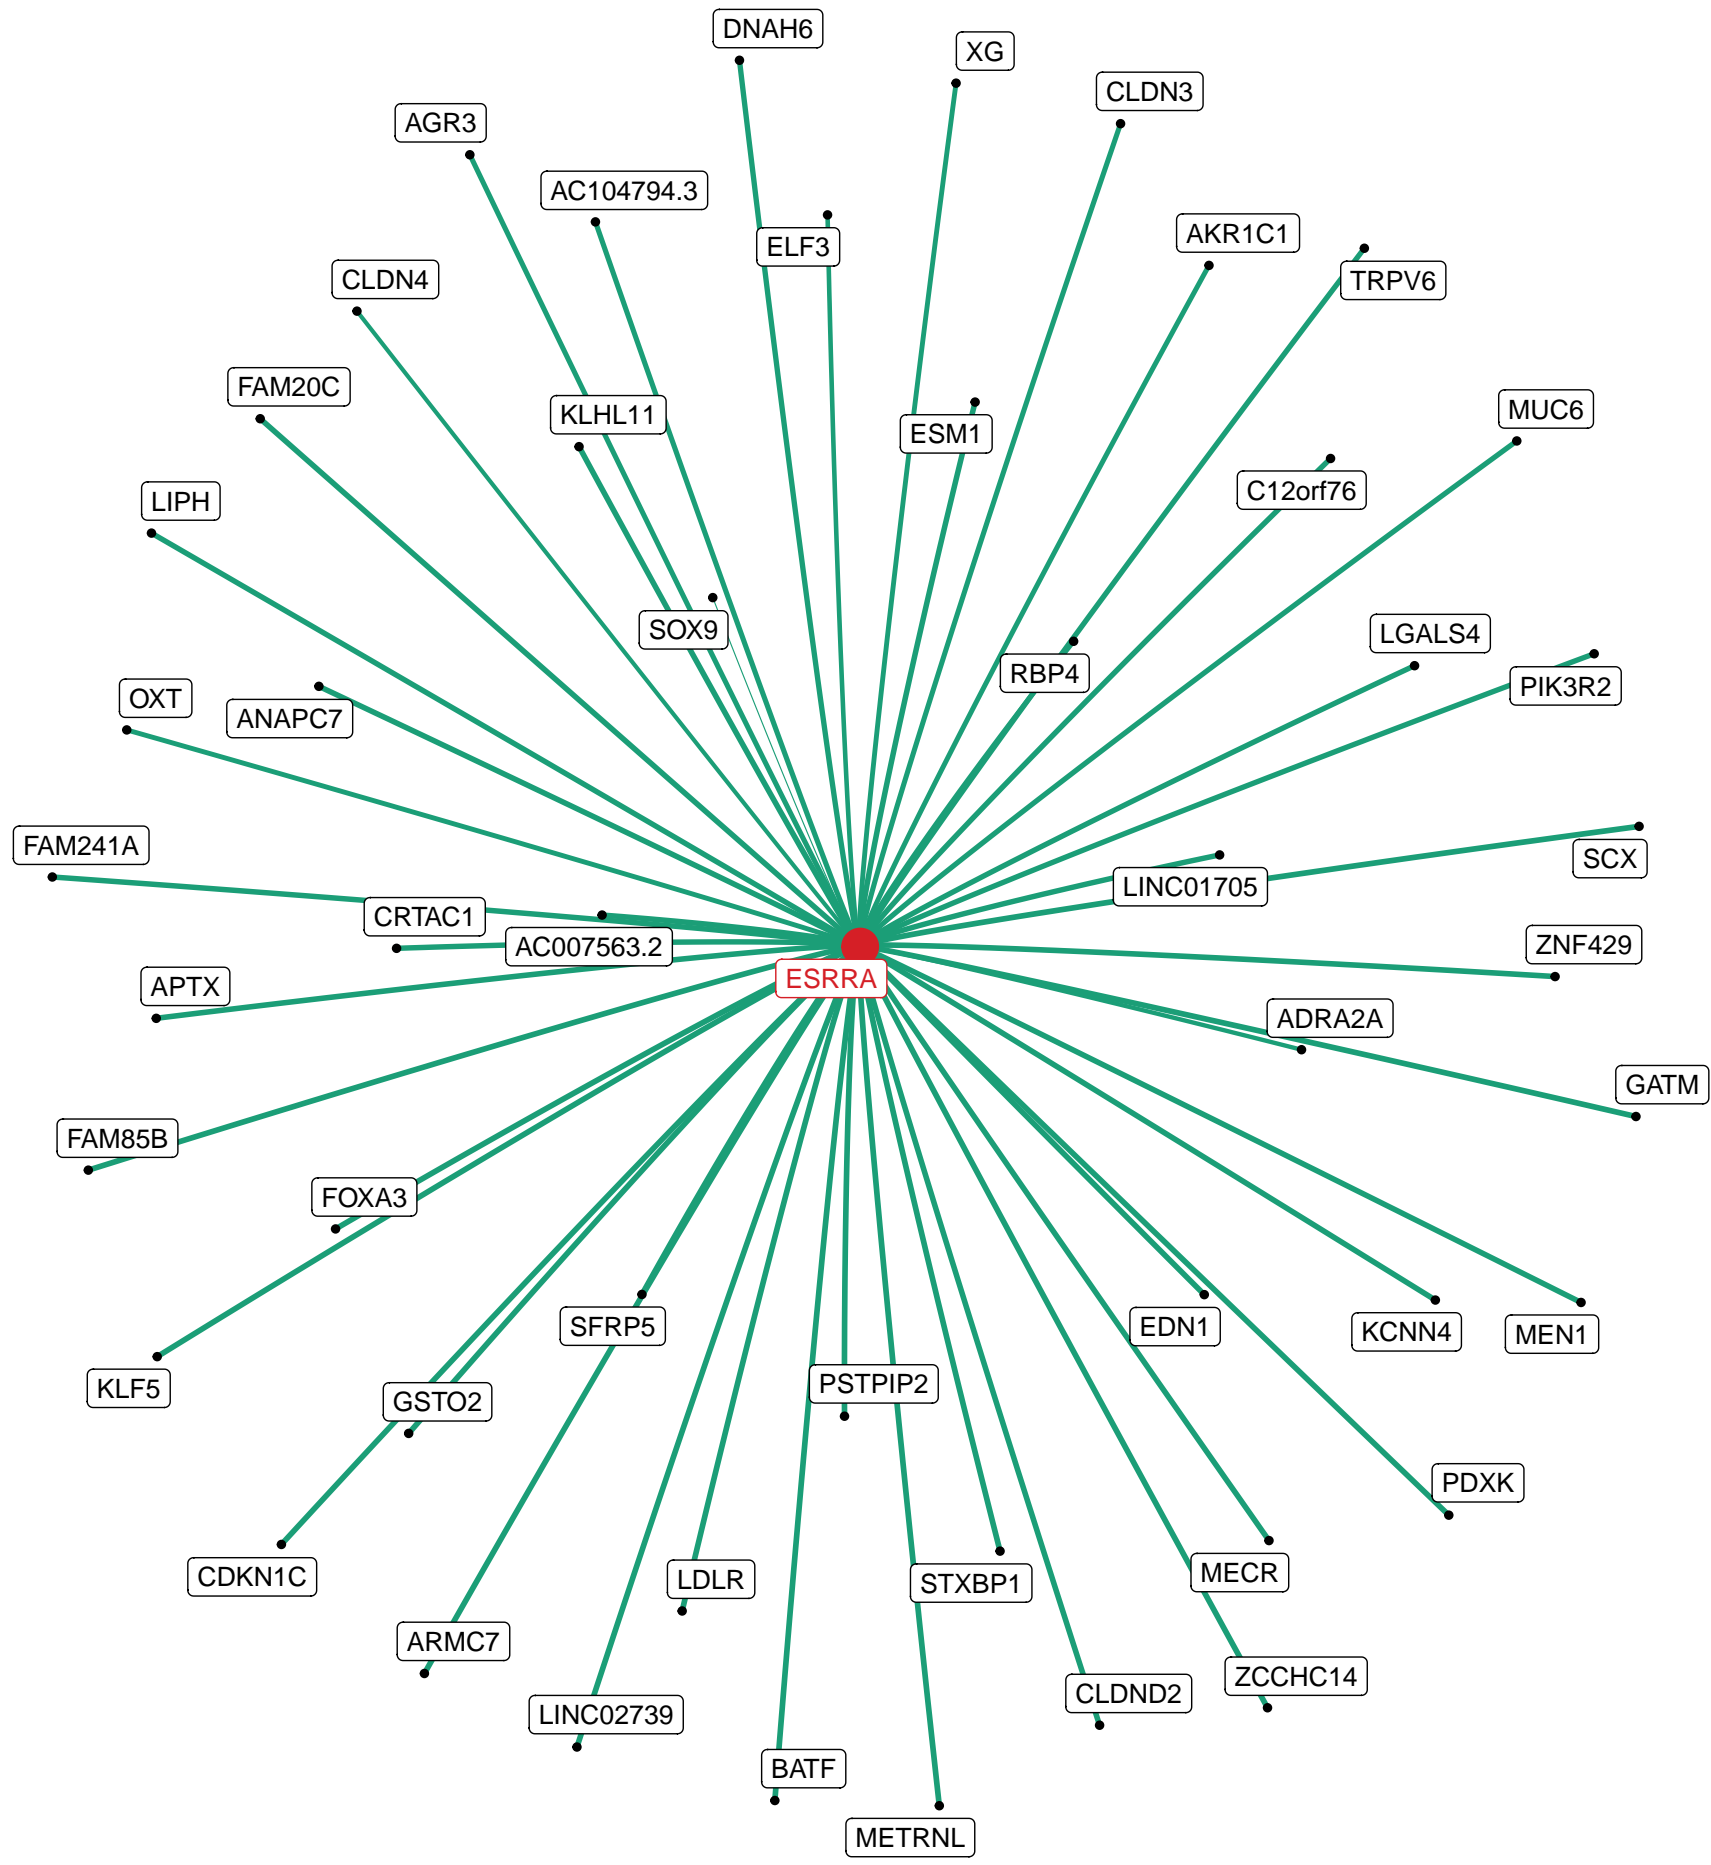 DNAH6
XG
CLDN3
AGR3
AC104794.3
AKR1C1
ELF3
CLDN4
TRPV6
FAM20C
KLHL11
MUC6
ESM1
C12orf76
LIPH
SOX9
LGALS4
RBP4
PIK3R2
OXT
ANAPC7
FAM241A
SCX
LINC01705
CRTAC1
AC007563.2
ZNF429
ESRRA
APTX
ADRA2A
GATM
FAM85B
FOXA3
SFRP5
EDN1
KCNN4
MEN1
KLF5
PSTPIP2
GSTO2
PDXK
CDKN1C
LDLR
STXBP1
MECR
ARMC7
ZCCHC14
CLDND2
LINC02739
BATF
METRNL